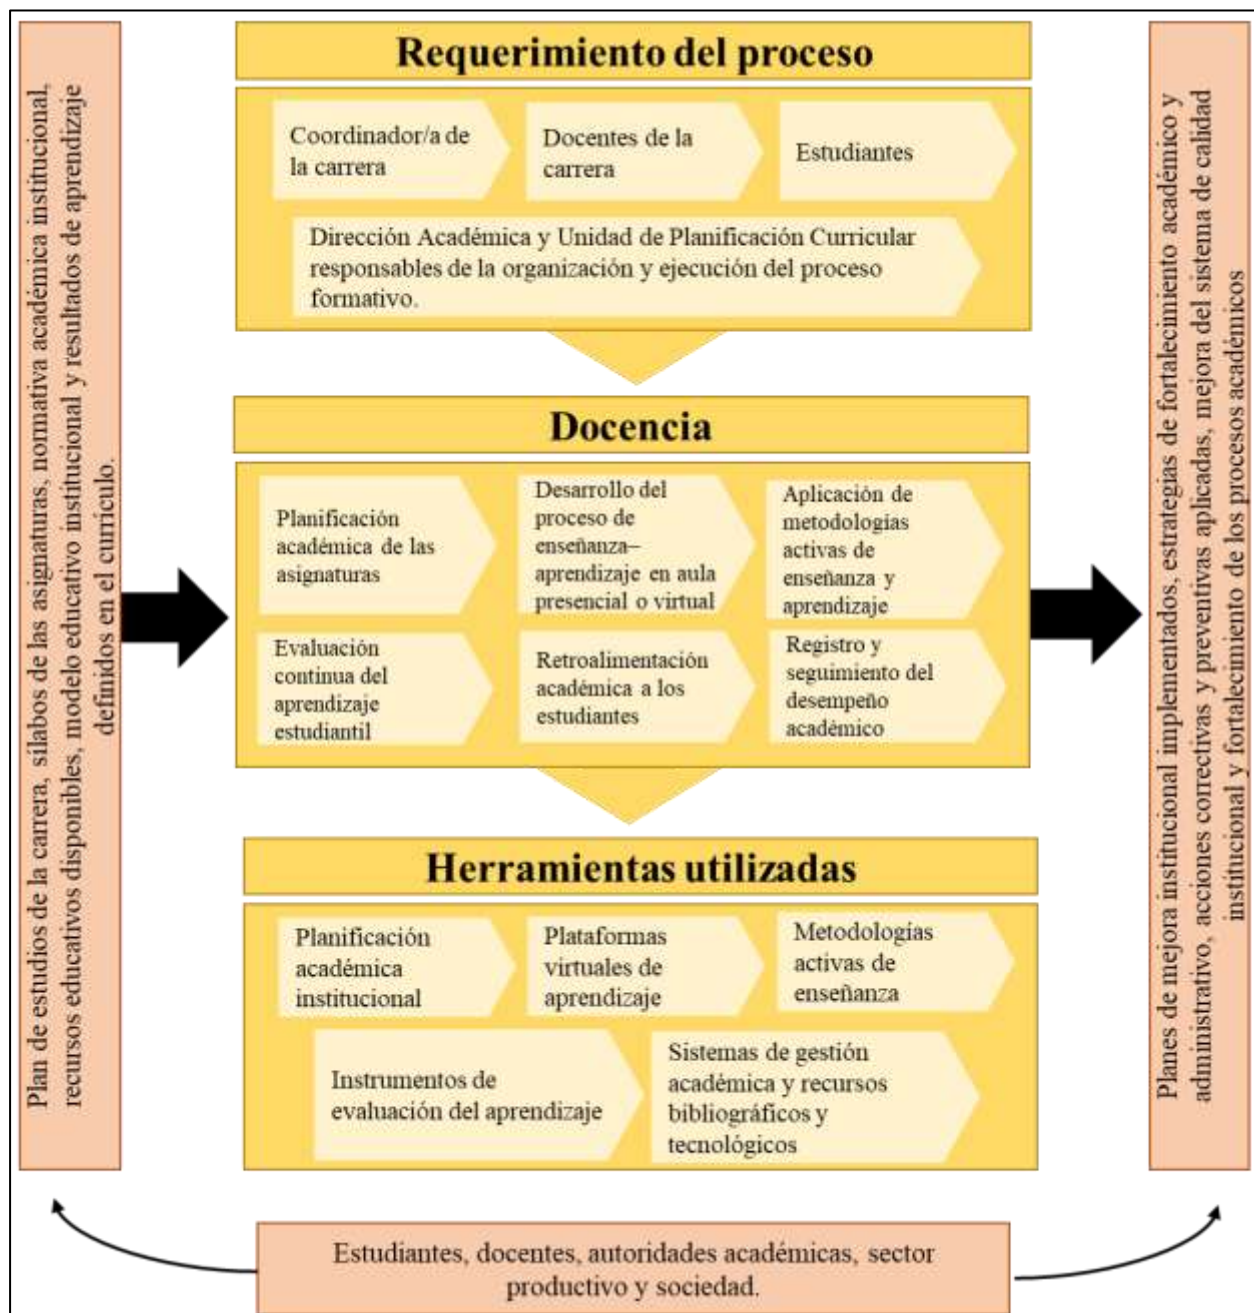 Plan de estudios de la carrera, sílabos de las asignaturas, normativa académica institucional,
recursos educativos disponibles, modelo educativo institucional y resultados de aprendizaje
definidos en el currículo.
Requerimiento del proceso
Coordinador/a de
la carrera
Docentes de la
carrera
Estudiantes
Dirección Académica y Unidad de Planificación Curricular
responsables de la organización y ejecución del proceso
formativo.
Docencia
Planificación
académica de las
asignaturas
Desarrollo del
proceso de
enseñanza–
aprendizaje en aula
presencial o virtual
Aplicación de
metodologías
activas de
enseñanza y
aprendizaje
Evaluación
continua del
aprendizaje
estudiantil
Retroalimentación
académica a los
estudiantes
Registro y
seguimiento del
desempeño
académico
Herramientas utilizadas
Planificación
académica
institucional
Plataformas
virtuales de
aprendizaje
Metodologías
activas de
enseñanza
Instrumentos de
evaluación del aprendizaje
Sistemas de gestión
académica y recursos
bibliográficos y
tecnológicos
Planes de mejora institucional implementados, estrategias de fortalecimiento académico y
administrativo, acciones correctivas y preventivas aplicadas, mejora del sistema de calidad
institucional y fortalecimiento de los procesos académicos
Estudiantes, docentes, autoridades académicas, sector
productivo y sociedad.